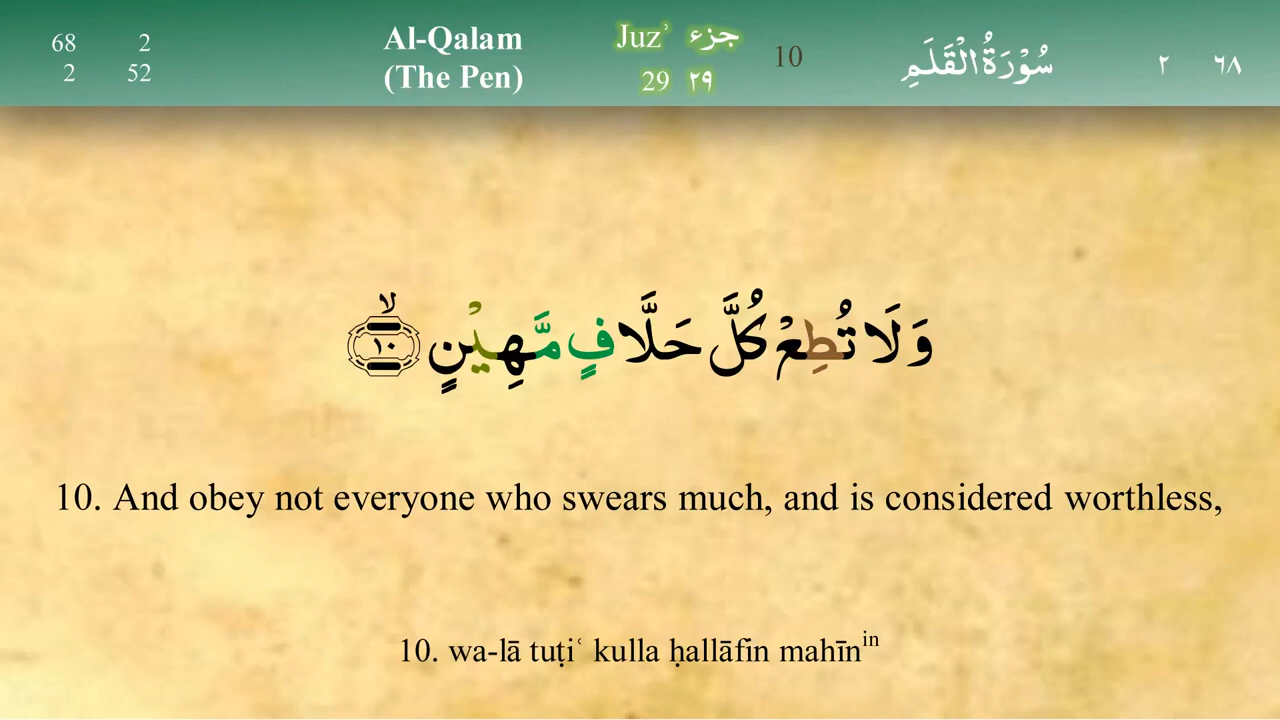 68 2 Al-Qalam Juzʾ جزء 10 سُوْرَةُ الْقَلَمِ ٢ ٦٨
2 52 (The Pen) 29 ٢٩
وَلَا تُطِعْ كُلَّ حَلَّافٍ مَّهِيْنٍ ۙ ١٠
10. And obey not everyone who swears much, and is considered worthless,
10. wa-lā tuṭiʿ kulla ḥallāfin mahīnin